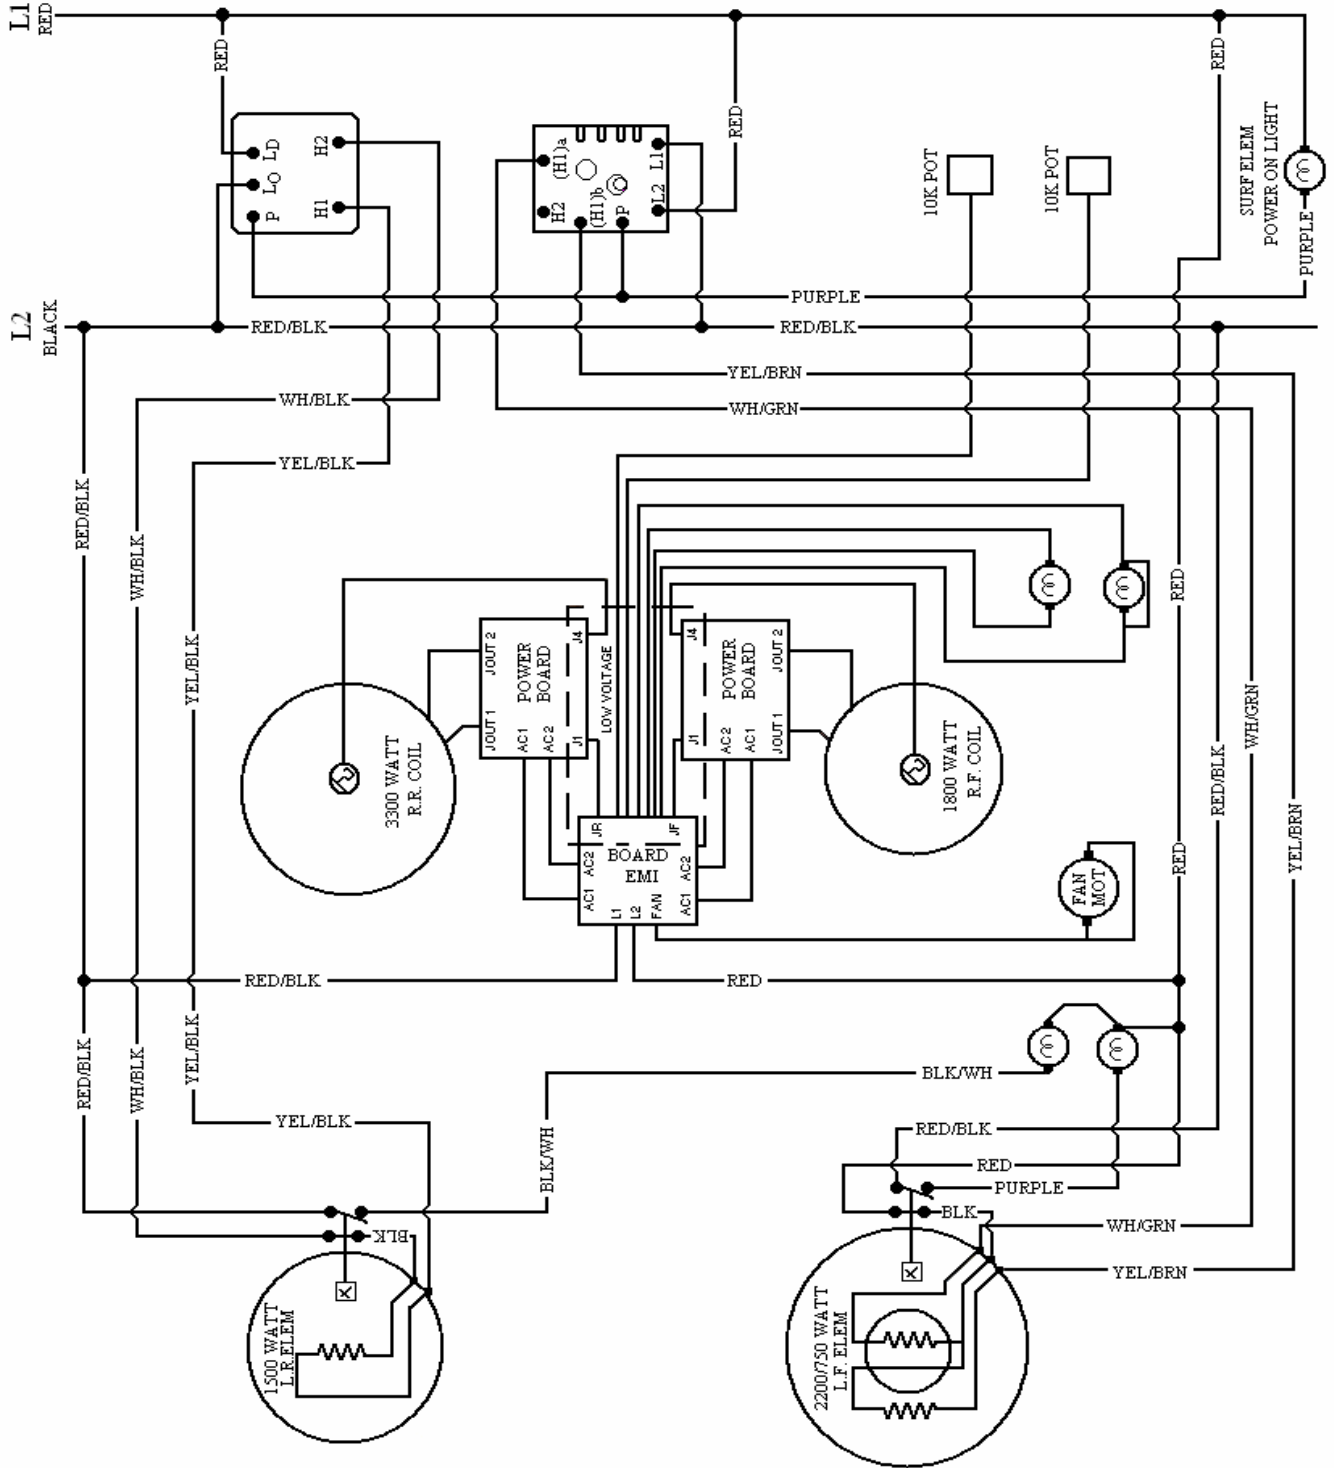 L1
RED
RED
RED
RED
LD
LO
P
H2
H1
(H1)a
H2
(H1)b
P
L1
L2
10K POT
10K POT
SURF ELEM
POWER ON LIGHT
PURPLE
PURPLE
L2
BLACK
RED/BLK
RED/BLK
YEL/BRN
WH/BLK
WH/GRN
YEL/BLK
RED/BLK
WH/BLK
YEL/BLK
RED
JOUT 2
POWER
BOARD
J4
JOUT 1
AC1
AC2
J1
LOW VOLTAGE
J4
POWER
BOARD
JOUT 2
J1
AC2
AC1
JOUT 1
3300 WATT
R.R. COIL
1800 WATT
R.F. COIL
WH/GRN
RED/BLK
YEL/BRN
JR
JF
BOARD
EMI
AC2
AC1
L1
L2
FAN
AC2
AC1
FAN
MOT
RED
RED/BLK
RED
RED/BLK
WH/BLK
YEL/BLK
BLK/WH
YEL/BLK
RED/BLK
BLK/WH
RED
PURPLE
BLK
BLK
WH/GRN
YEL/BRN
X
X
1500 WATT
L.R.ELEM
2200/750 WATT
L.F. ELEM